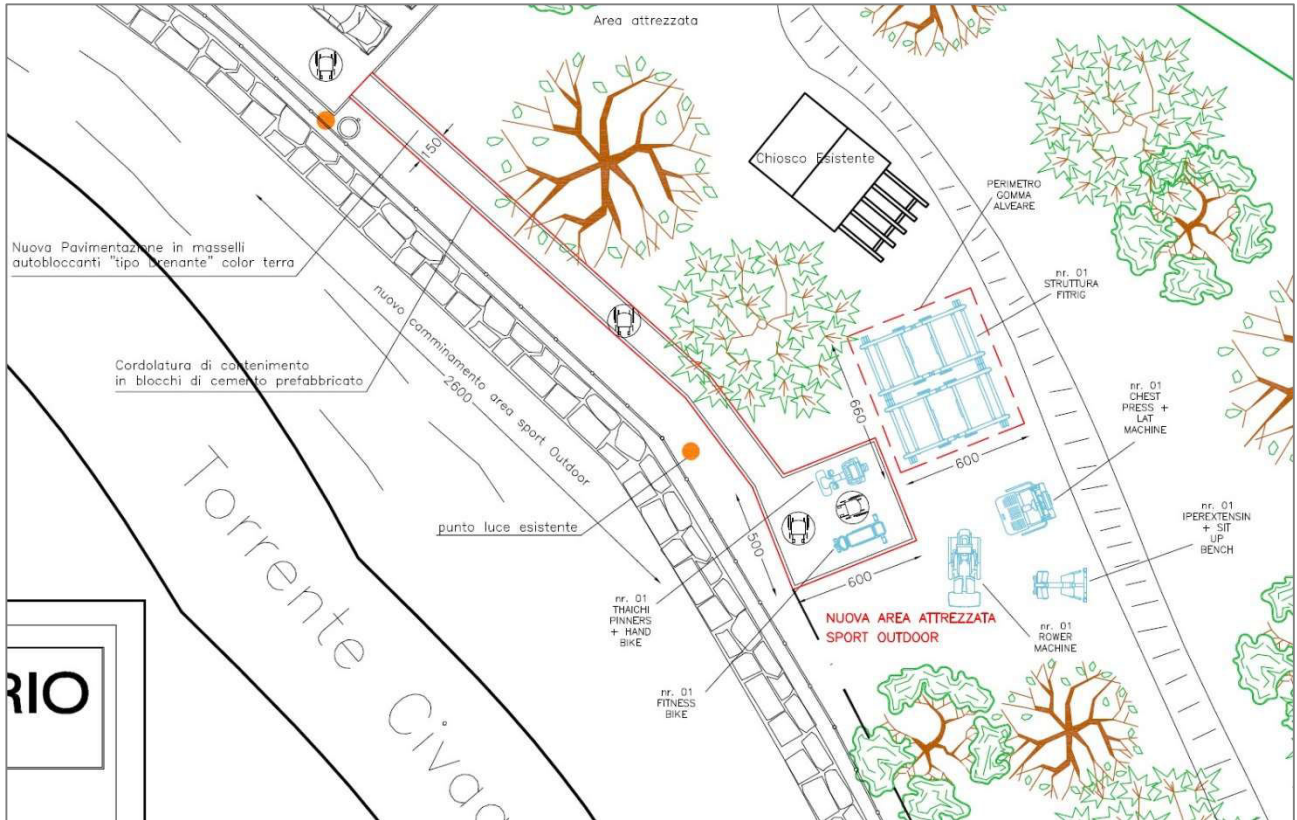 Area attrezzata
Chiosco Esistente
PERIMETRO
GOMMA
ALVEARE
150
Nuova Pavimentazione in masselli
autobloccanti "tipo Drenante" color terra
nr. 01
STRUTTURA
FITRIG
nuovo comminamento area sport Outdoor
2600
Cordolatura di contenimento
in blocchi di cemento prefabbricato
660
600
nr. 01
CHEST
PRESS +
LAT
MACHINE
punto luce esistente
500
600
nr. 01
IPEREXTENSIN
+ SIT
UP
BENCH
nr. 01
THAICHI
PINNERS
+ HAND
BIKE
NUOVA AREA ATTREZZATA
SPORT OUTDOOR
nr. 01
ROWER
MACHINE
nr. 01
FITNESS
BIKE
Torrente Civag
RIO